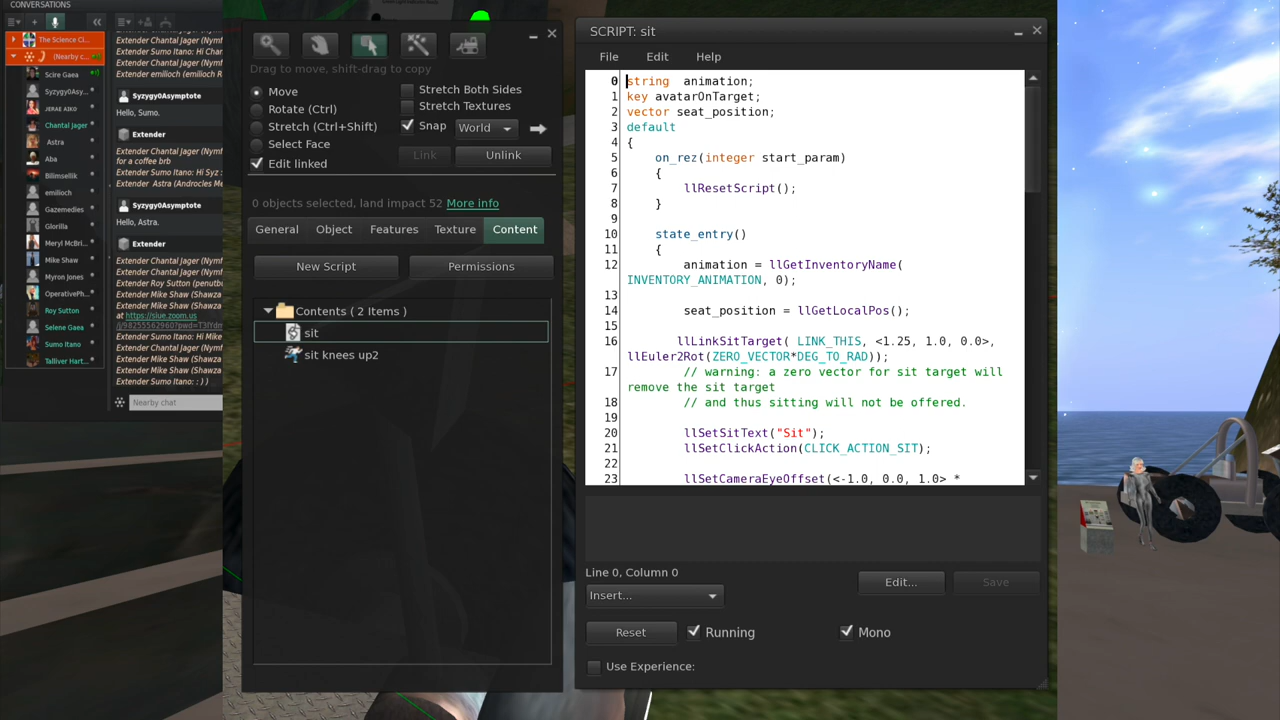 CONVERSATIONS
The Science Ci...
(Nearby c...
Scire Gaea
Syzygy0Asy...
JERAE AIKO
Chantal Jager
Astra
Aba
Bilimsellik
emilioch
Gazemedies
Glorilla
Meryl McBri...
Mike Shaw
Myron Jones
OperativePh...
Roy Sutton
Selene Gaea
Sumo Itano
Talliver Hart...
Extender Chantal Jager (Nymf
Extender Sumo Itano: Hi Chan
Extender Chantal Jager (Nymf
Extender emilioch (emilioch R
Syzygy0Asymptote
Hello, Sumo.
Extender
Extender Chantal Jager (Nymf
for a coffee brb
Extender Sumo Itano: Hi Syz :
Extender Astra (Androcles Me
Syzygy0Asymptote
Hello, Astra.
Extender
Extender Chantal Jager (Nymf
Extender Chantal Jager (Nymf
Extender Roy Sutton (penutbu
Extender Mike Shaw (Shawza
Extender Mike Shaw (Shawza
at https://slue.zoom.us
Extender Sumo Itano: Hi Mike
Extender Mike Shaw (Shawza
Extender Mike Shaw (Shawza
Extender Sumo Itano: : ) )
Nearby chat
Drag to move, shift-drag to copy
Move
Rotate (Ctrl)
Stretch (Ctrl+Shift)
Select Face
Edit linked
Stretch Both Sides
Stretch Textures
Snap
World
Link
Unlink
0 objects selected, land impact 52 More info
General
Object
Features
Texture
Content
New Script
Permissions
Contents ( 2 Items )
sit
sit knees up2
SCRIPT: sit
File
Edit
Help
0 string  animation;
1 key avatarOnTarget;
2 vector seat_position;
3 default
4 {
5     on_rez(integer start_param)
6     {
7         llResetScript();
8     }
9
10     state_entry()
11     {
12         animation = llGetInventoryName(
INVENTORY_ANIMATION, 0);
13
14         seat_position = llGetLocalPos();
15
16        llLinkSitTarget( LINK_THIS, <1.25, 1.0, 0.0>,
llEuler2Rot(ZERO_VECTOR*DEG_TO_RAD));
17         // warning: a zero vector for sit target will
remove the sit target
18         // and thus sitting will not be offered.
19
20         llSetSitText("Sit");
21         llSetClickAction(CLICK_ACTION_SIT);
22
23         llSetCameraEyeOffset(<-1.0, 0.0, 1.0> *
Line 0, Column 0
Insert...
Edit...
Save
Reset
Running
Mono
Use Experience: